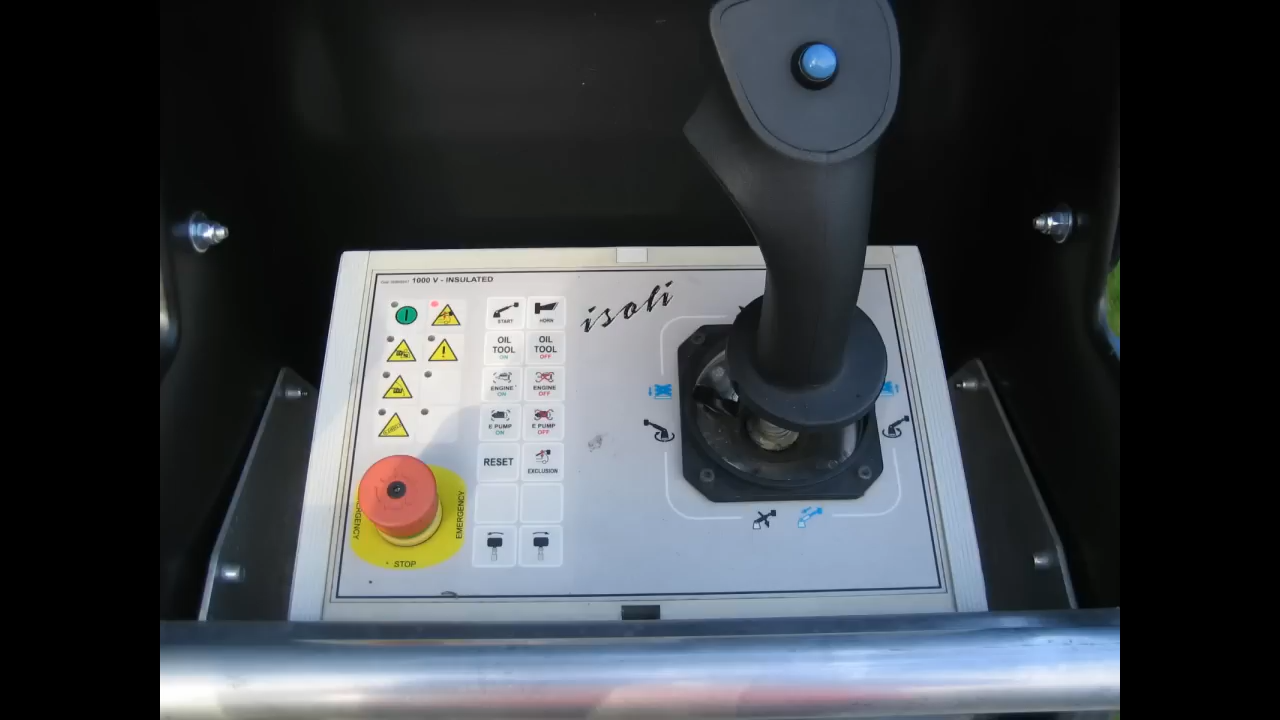 1000 V - INSULATED
isoli
START
HORN
OIL TOOL ON
OIL TOOL OFF
ENGINE ON
ENGINE OFF
E PUMP ON
E PUMP OFF
RESET
EXCLUSION
EMERGENCY
STOP